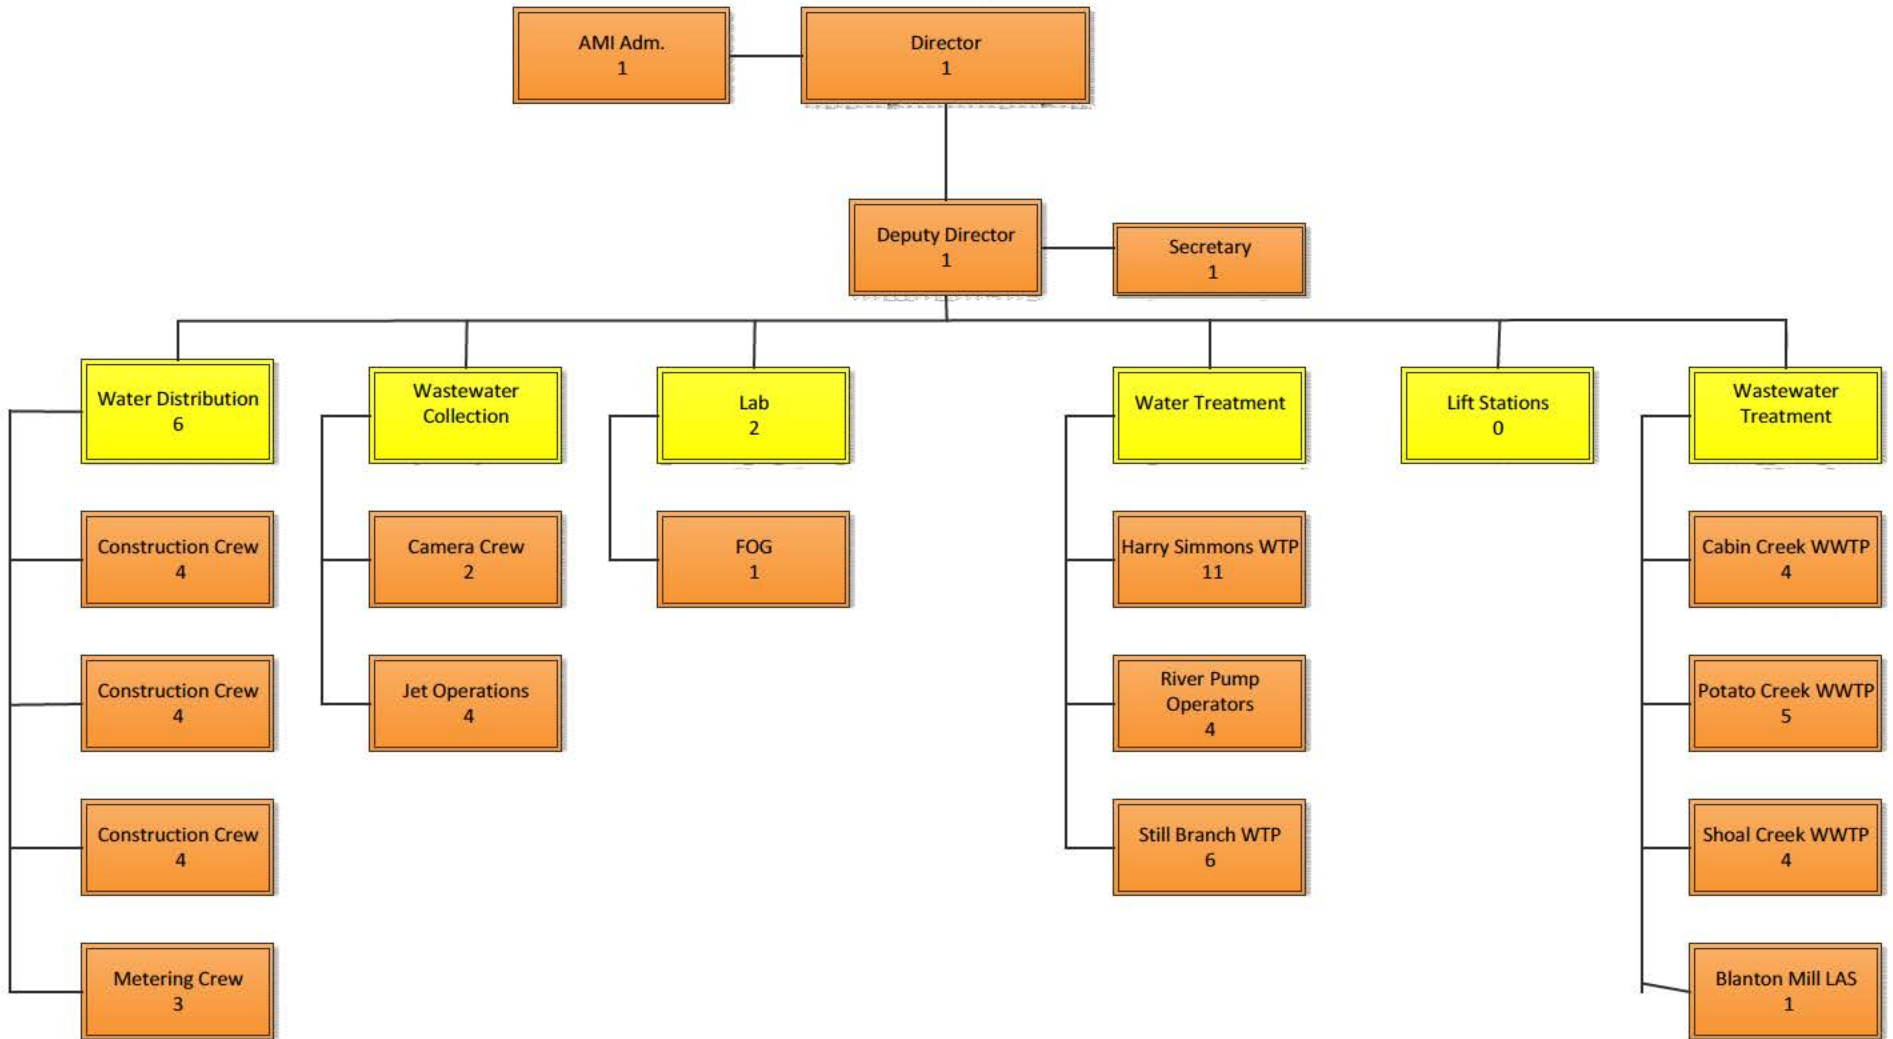 AMI Adm.
1
Director
1
Deputy Director
1
Secretary
1
Water Distribution
6
Wastewater
Collection
Lab
2
Water Treatment
Lift Stations
0
Wastewater
Treatment
Construction Crew
4
Camera Crew
2
FOG
1
Harry Simmons WTP
11
Cabin Creek WWTP
4
Construction Crew
4
Jet Operations
4
River Pump
Operators
4
Potato Creek WWTP
5
Construction Crew
4
Still Branch WTP
6
Shoal Creek WWTP
4
Metering Crew
3
Blanton Mill LAS
1